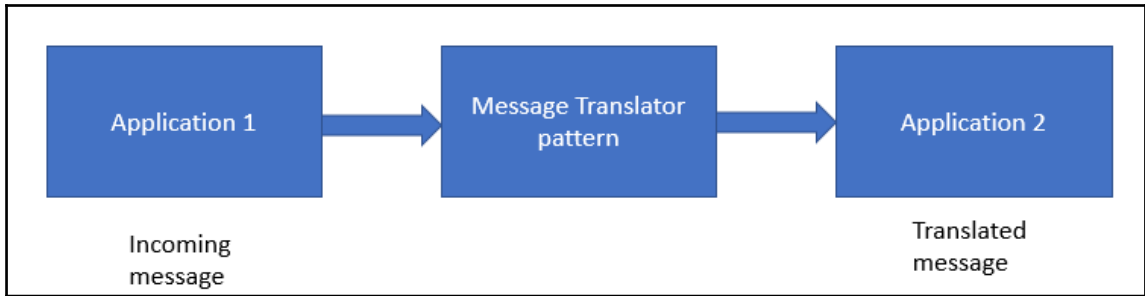 Application 1
Message Translator
pattern
Application 2
Incoming
message
Translated
message